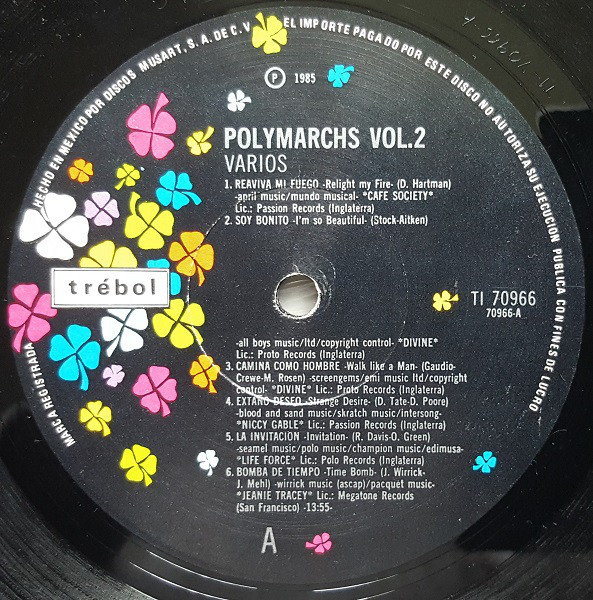 HECHO EN MEXICO POR DISCOS MUSART, S. A. DE C. V.
EL IMPORTE PAGADO POR ESTE DISCO NO AUTORIZA SU EJECUCION PUBLICA CON FINES DE LUCRO
Ⓟ 1985
POLYMARCHS VOL.2
VARIOS
1. REAVIVA MI FUEGO -Relight my Fire- (D. Hartman)
-april music/mundo musical- *CAFE SOCIETY*
Lic.: Passion Records (Inglaterra)
2. SOY BONITO -I'm so Beautiful- (Stock-Aitken)
trébol
TI 70966
70966-A
-all boys music/ltd/copyright control- *DIVINE*
Lic.: Proto Records (Inglaterra)
3. CAMINA COMO HOMBRE -Walk like a Man- (Gaudio-
Crewe-M. Rosen) -screengems/emi music ltd/copyright
control- *DIVINE* Lic.: Proto Records (Inglaterra)
4. EXTAÑO DESEO -Strange Desire- (D. Tate-D. Poore)
-blood and sand music/skratch music/intersong-
*NICCY GABLE* Lic.: Passion Records (Inglaterra)
5. LA INVITACION -Invitation- (R. Davis-O. Green)
-seamel music/polo music/champion music/edimusa-
*LIFE FORCE* Lic.: Polo Records (Inglaterra)
6. BOMBA DE TIEMPO -Time Bomb- (J. Wirrick-
J. Mehl) -wirrick music (ascap)/pacquet music-
*JEANIE TRACEY* Lic.: Megatone Records
(San Francisco) -13:55-
A
MARCA REGISTRADA